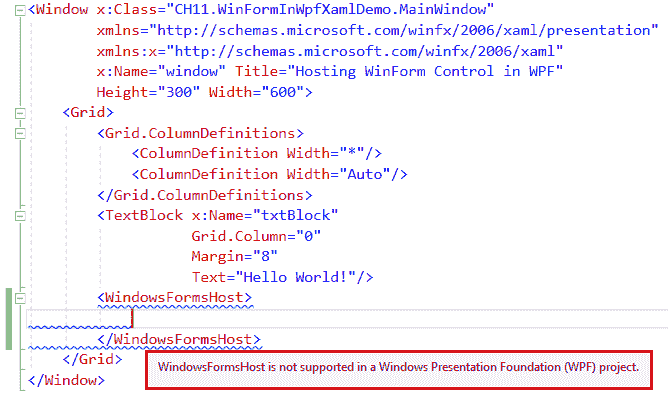 <Window x:Class="CH11.WinFormInWpfXamlDemo.MainWindow"
xmlns="http://schemas.microsoft.com/winfx/2006/xaml/presentation"
xmlns:x="http://schemas.microsoft.com/winfx/2006/xaml"
x:Name="window" Title="Hosting WinForm Control in WPF"
Height="300" Width="600">
<Grid>
<Grid.ColumnDefinitions>
<ColumnDefinition Width="*"/>
<ColumnDefinition Width="Auto"/>
</Grid.ColumnDefinitions>
<TextBlock x:Name="txtBlock"
Grid.Column="0"
Margin="8"
Text="Hello World!"/>
<WindowsFormsHost>
</WindowsFormsHost>
</Grid>
WindowsFormsHost is not supported in a Windows Presentation Foundation (WPF) project.
</Window>